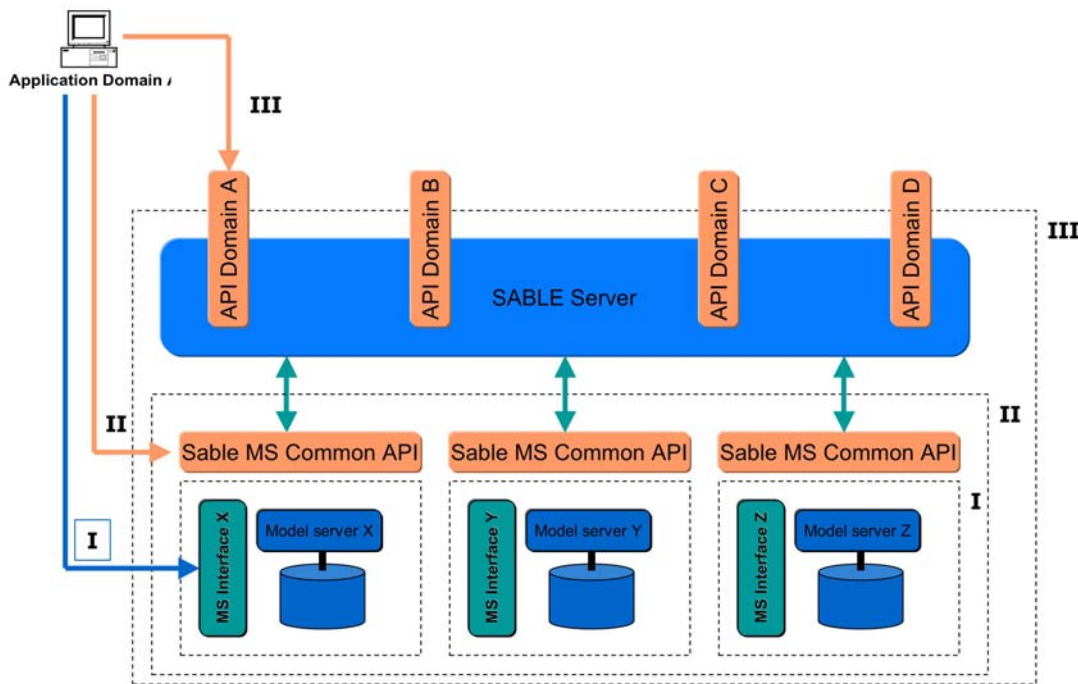 Application Domain
III
API Domain A
API Domain B
API Domain C
API Domain D
III
SABLE Server
II
II
Sable MS Common API
Sable MS Common API
Sable MS Common API
I
I
MS Interface X
Model server X
MS Interface Y
Model server Y
MS Interface Z
Model server Z